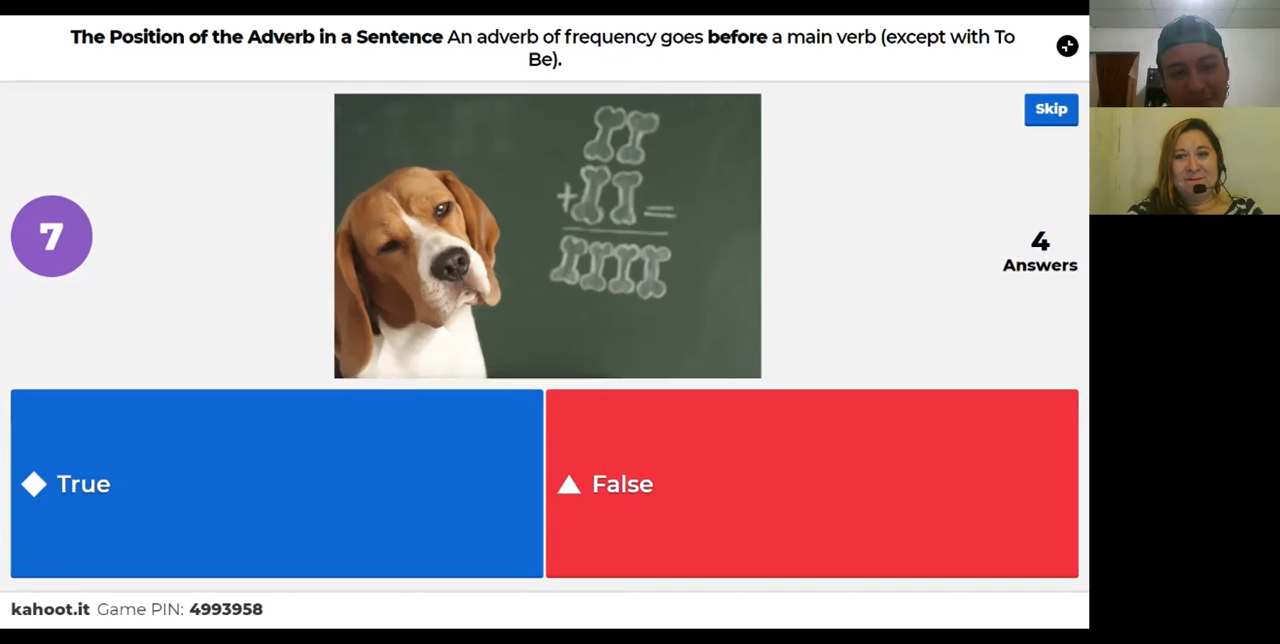 The Position of the Adverb in a Sentence An adverb of frequency goes before a main verb (except with To
Be).
Skip
7
4
Answers
+
=
True
False
kahoot.it Game PIN: 4993958